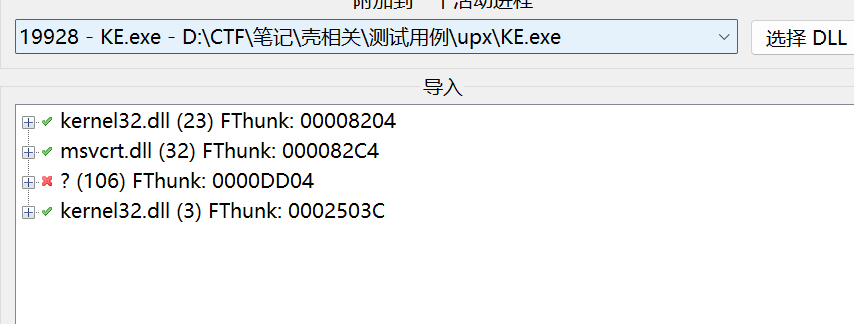 附加到一个活动进程
19928 - KE.exe - D:\CTF\笔记\壳相关\测试用例\upx\KE.exe
选择 DLL
导入
kernel32.dll (23) FThunk: 00008204
msvcrt.dll (32) FThunk: 000082C4
? (106) FThunk: 0000DD04
kernel32.dll (3) FThunk: 0002503C